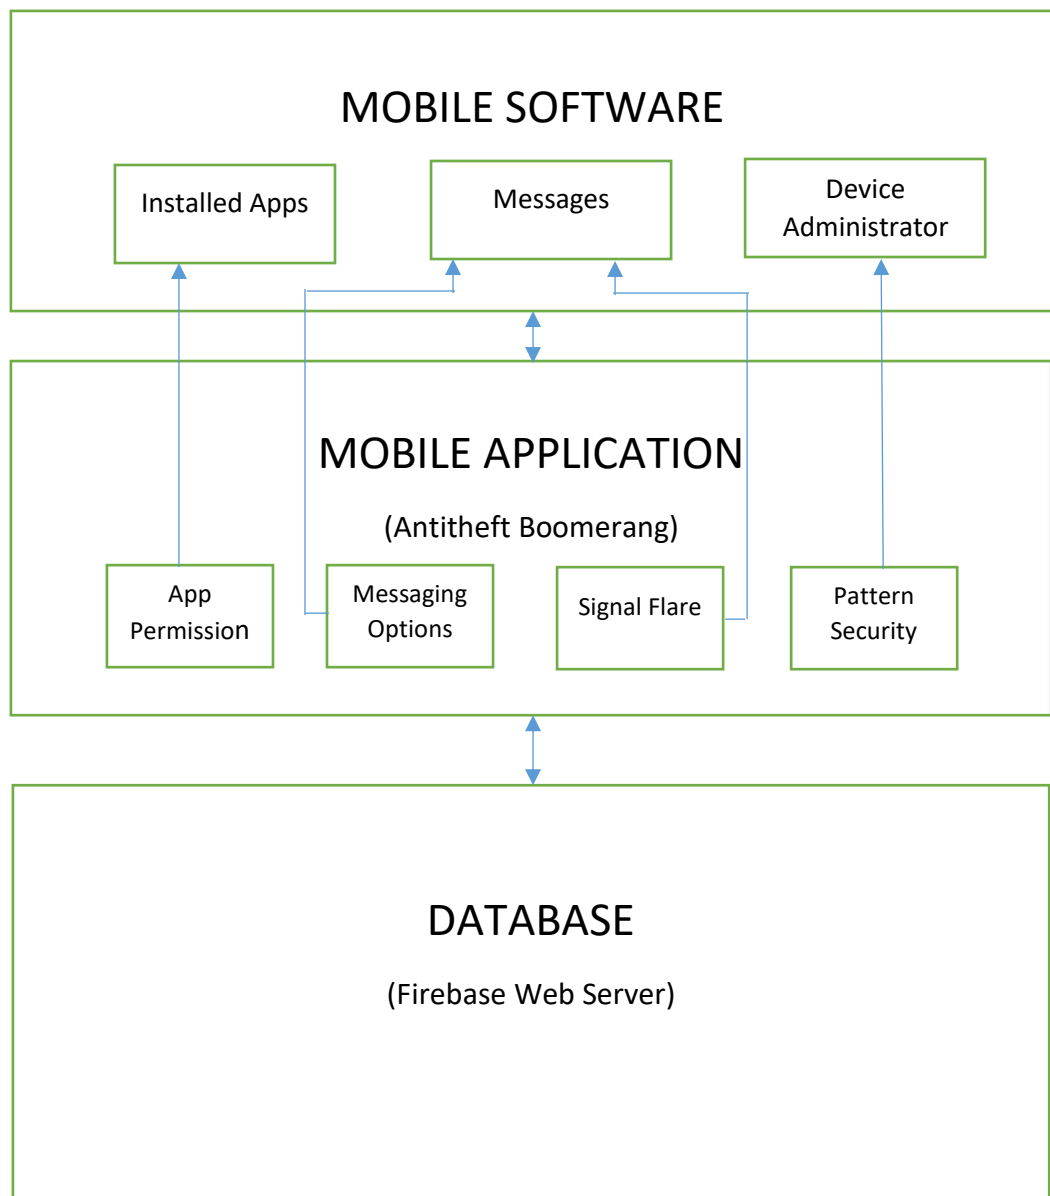 MOBILE SOFTWARE
Installed Apps
Messages
Device
Administrator
MOBILE APPLICATION
(Antitheft Boomerang)
App
Permission
Messaging
Options
Signal Flare
Pattern
Security
DATABASE
(Firebase Web Server)